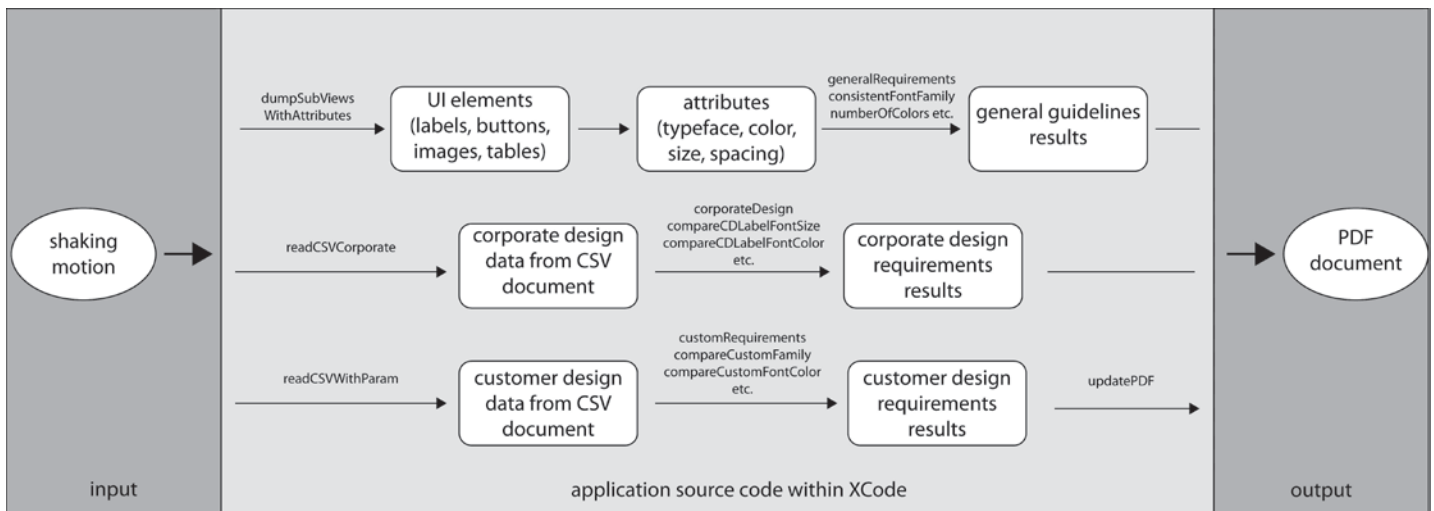 shaking
motion
dumpSubViews
WithAttributes
UI elements
(labels, buttons,
images, tables)
attributes
(typeface, color,
size, spacing)
generalRequirements
consistentFontFamily
numberOfColors etc.
general guidelines
results
readCSVCorporate
corporate design
data from CSV
document
corporateDesign
compareCDLabelFontSize
compareCDLabelFontColor
etc.
corporate design
requirements
results
readCSVWithParam
customer design
data from CSV
document
customRequirements
compareCustomFamily
compareCustomFontColor
etc.
customer design
requirements
results
updatePDF
PDF
document
input
application source code within XCode
output